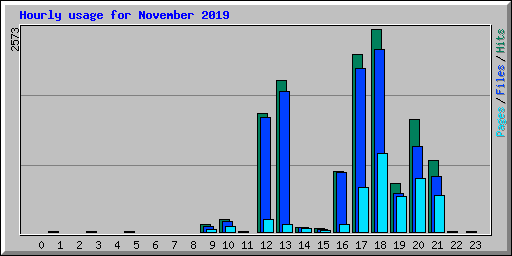 Hourly usage for November 2019
2573
Pages/Files/Hits
0 1 2 3 4 5 6 7 8 9 10 11 12 13 14 15 16 17 18 19 20 21 22 23